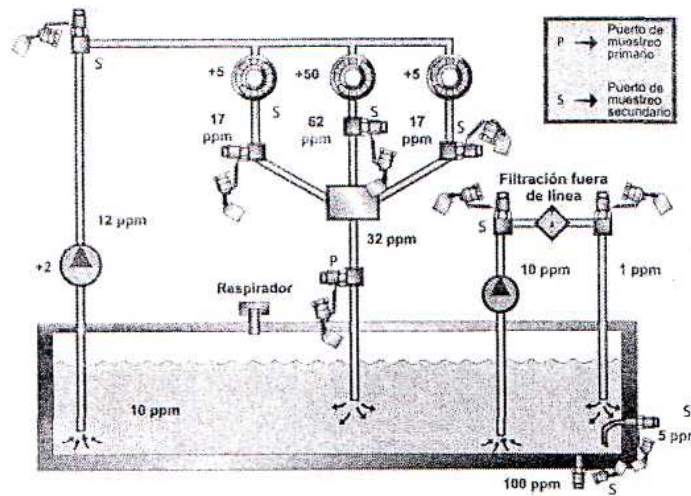 P → Puerto de
muestreo
primario
S → Puerto de
muestreo
secundario
S
+5
+50
+5
S
S
S
17
ppm
62
ppm
17
ppm
Filtración fuera
de línea
12 ppm
32 ppm
S
+2
P
10 ppm
1 ppm
Respirador
10 ppm
S
5 ppm
100 ppm
S